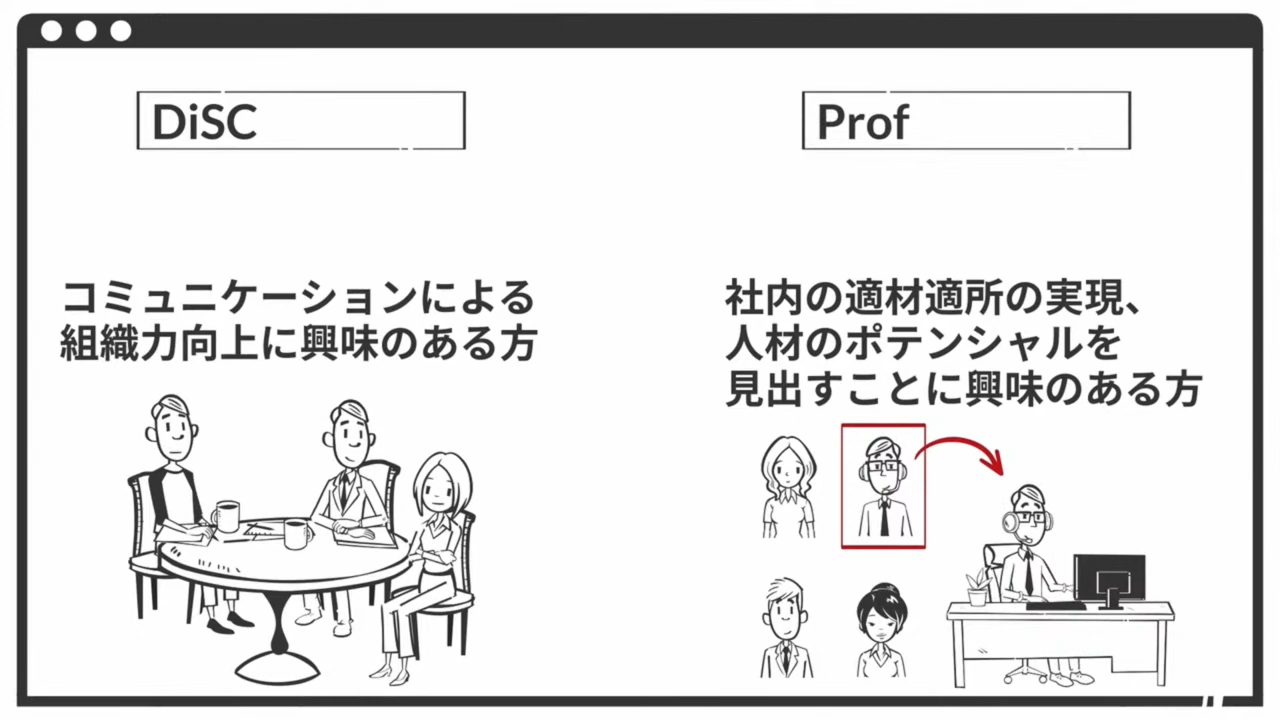 DiSC
コミュニケーションによる
組織力向上に興味のある方
Prof
社内の適材適所の実現、
人材のポテンシャルを
見出すことに興味のある方